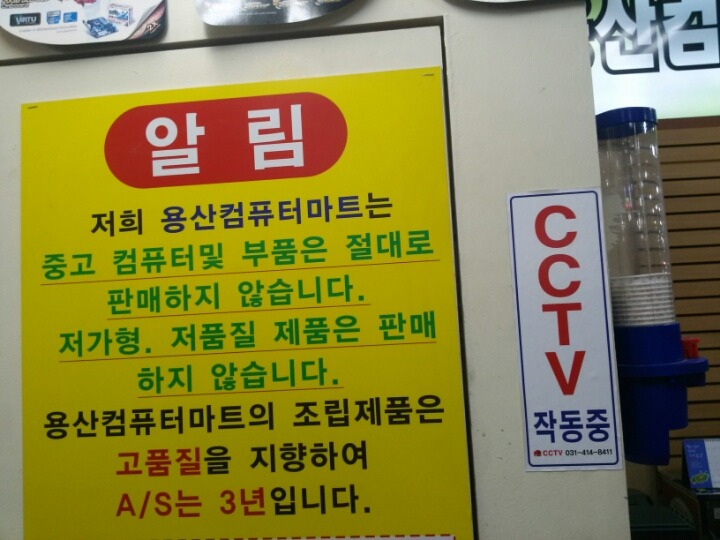 VIRTU
산컴
알림
저희 용산컴퓨터마트는
중고 컴퓨터및 부품은 절대로
판매하지 않습니다.
저가형. 저품질 제품은 판매
하지 않습니다.
용산컴퓨터마트의 조립제품은
고품질을 지향하여
A/S는 3년입니다.
CCTV
작동중
CCTV 031-414-8411